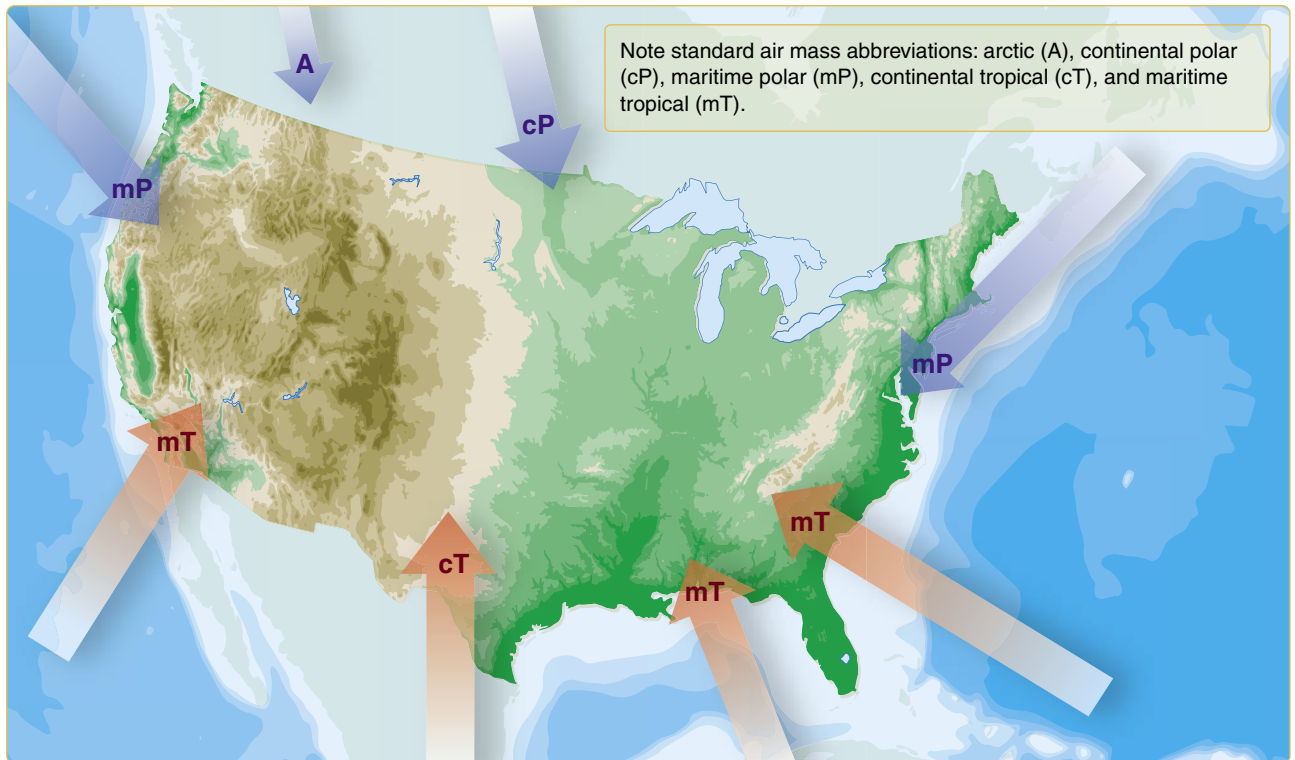 Note standard air mass abbreviations: arctic (A), continental polar
(cP), maritime polar (mP), continental tropical (cT), and maritime
tropical (mT).
A
cP
mP
mP
mT
mT
cT
mT